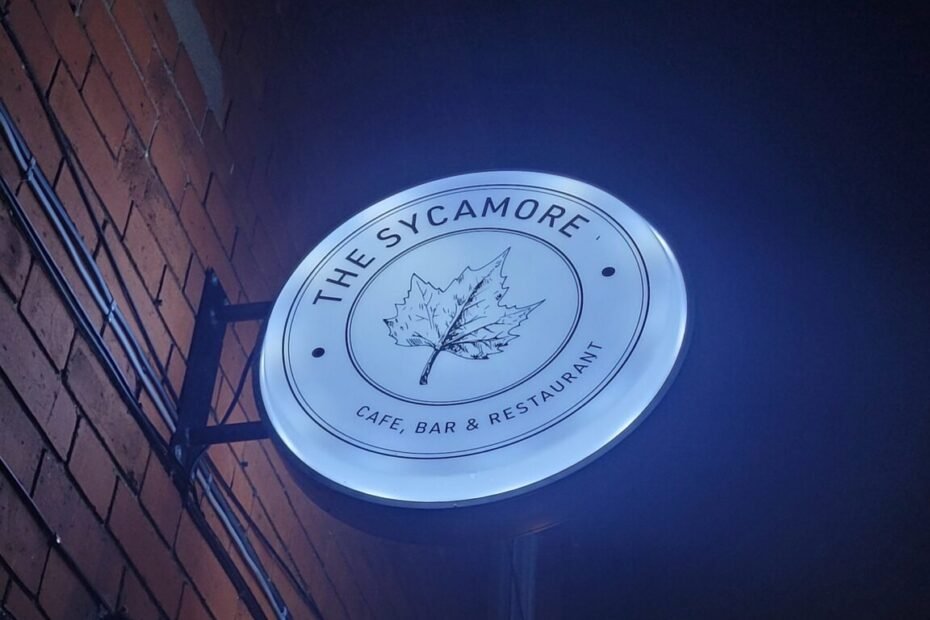 THE SYCAMORE
CAFE, BAR & RESTAURANT